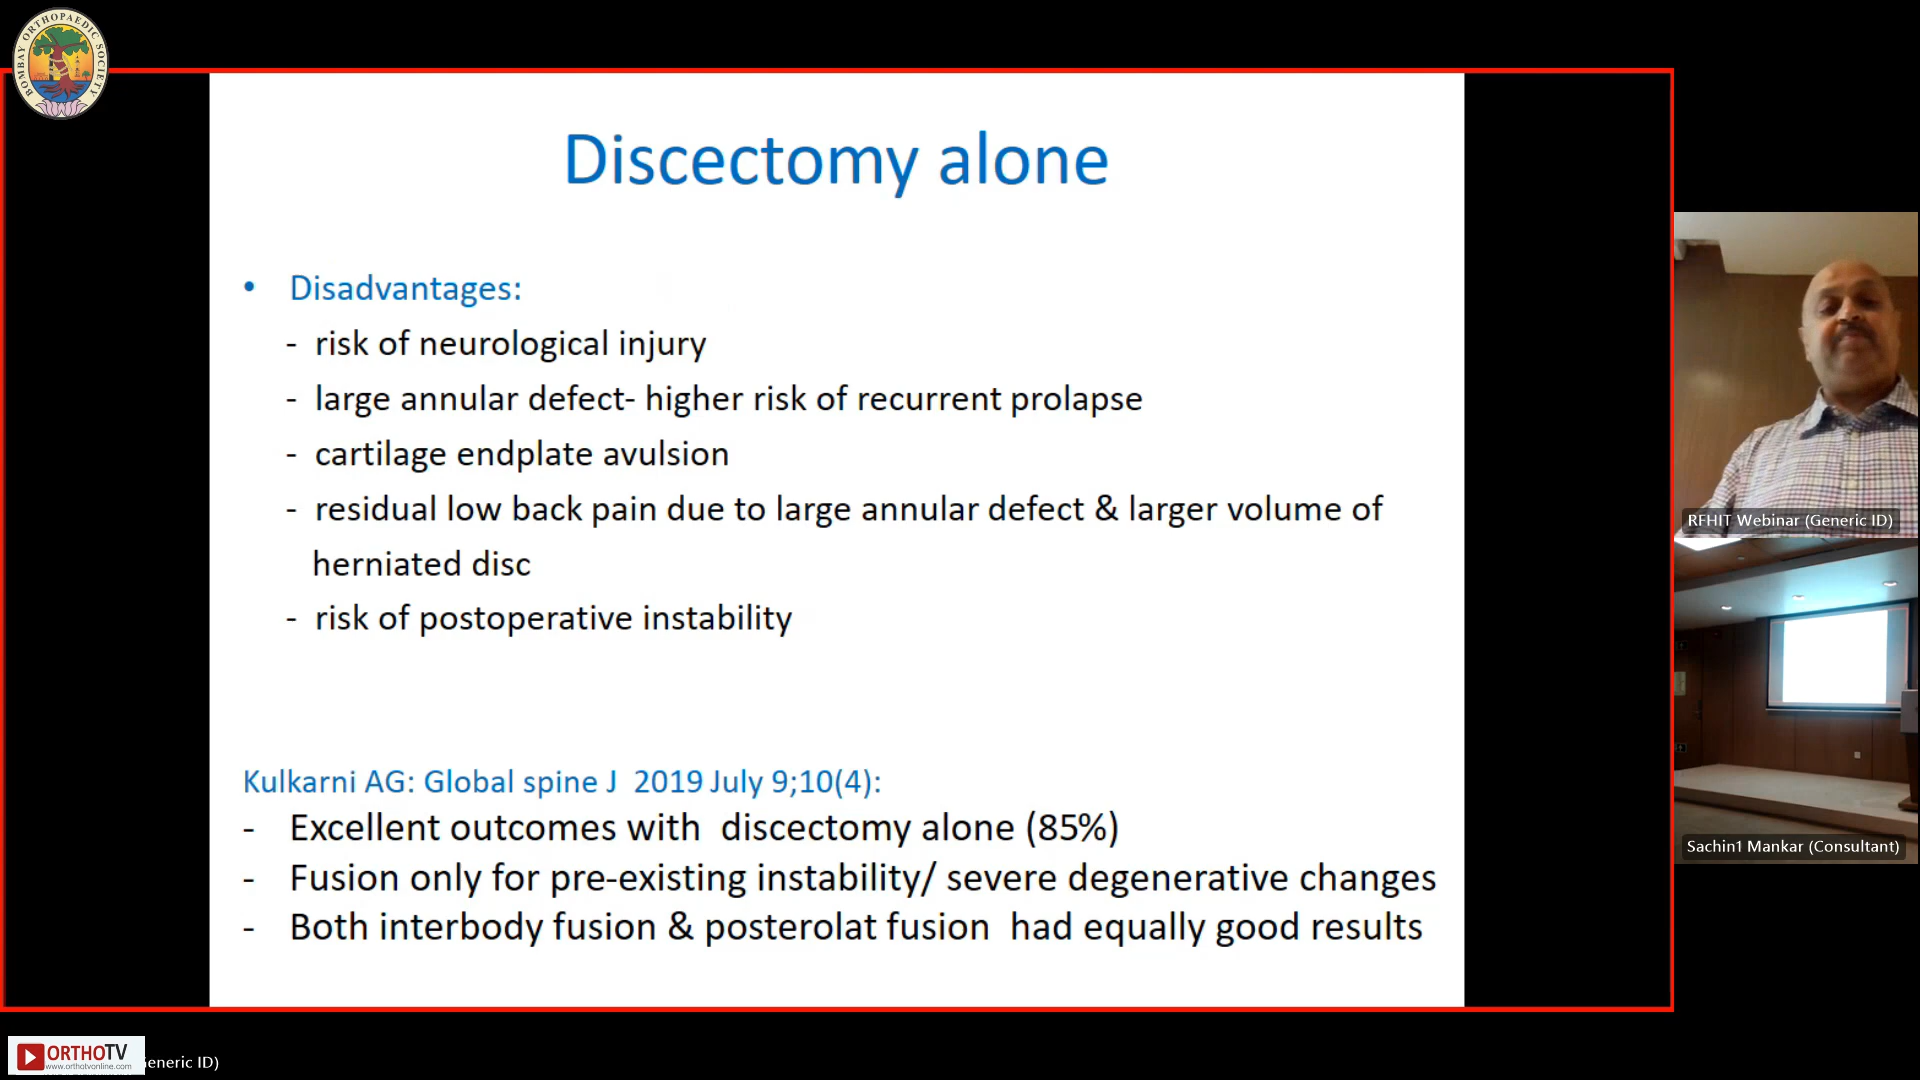 BOMBAY ORTHOPAEDIC SOCIETY
Discectomy alone
• Disadvantages:
- risk of neurological injury
- large annular defect- higher risk of recurrent prolapse
- cartilage endplate avulsion
- residual low back pain due to large annular defect & larger volume of
herniated disc
- risk of postoperative instability
Kulkarni AG: Global spine J 2019 July 9;10(4):
- Excellent outcomes with discectomy alone (85%)
- Fusion only for pre-existing instability/ severe degenerative changes
- Both interbody fusion & posterolat fusion had equally good results
RFHIT Webinar (Generic ID)
Sachin1 Mankar (Consultant)
ORTHOTV
www.orthotvonline.com
eneric ID)